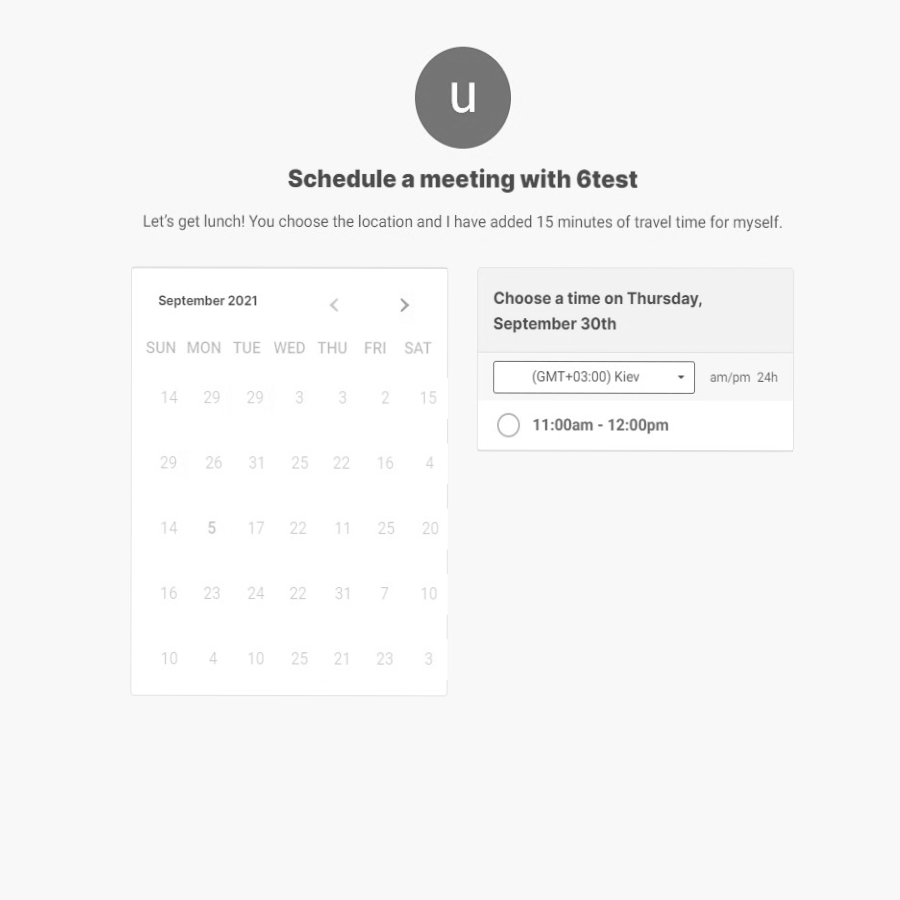 u
Schedule a meeting with 6test
Let's get lunch! You choose the location and I have added 15 minutes of travel time for myself.
September 2021
SUN MON TUE WED THU FRI SAT
14 29 29 3 3 2 15
29 26 31 25 22 16 4
14 5 17 22 11 25 20
16 23 24 22 31 7 10
10 4 10 25 21 23 3
Choose a time on Thursday,
September 30th
(GMT+03:00) Kiev am/pm 24h
11:00am - 12:00pm